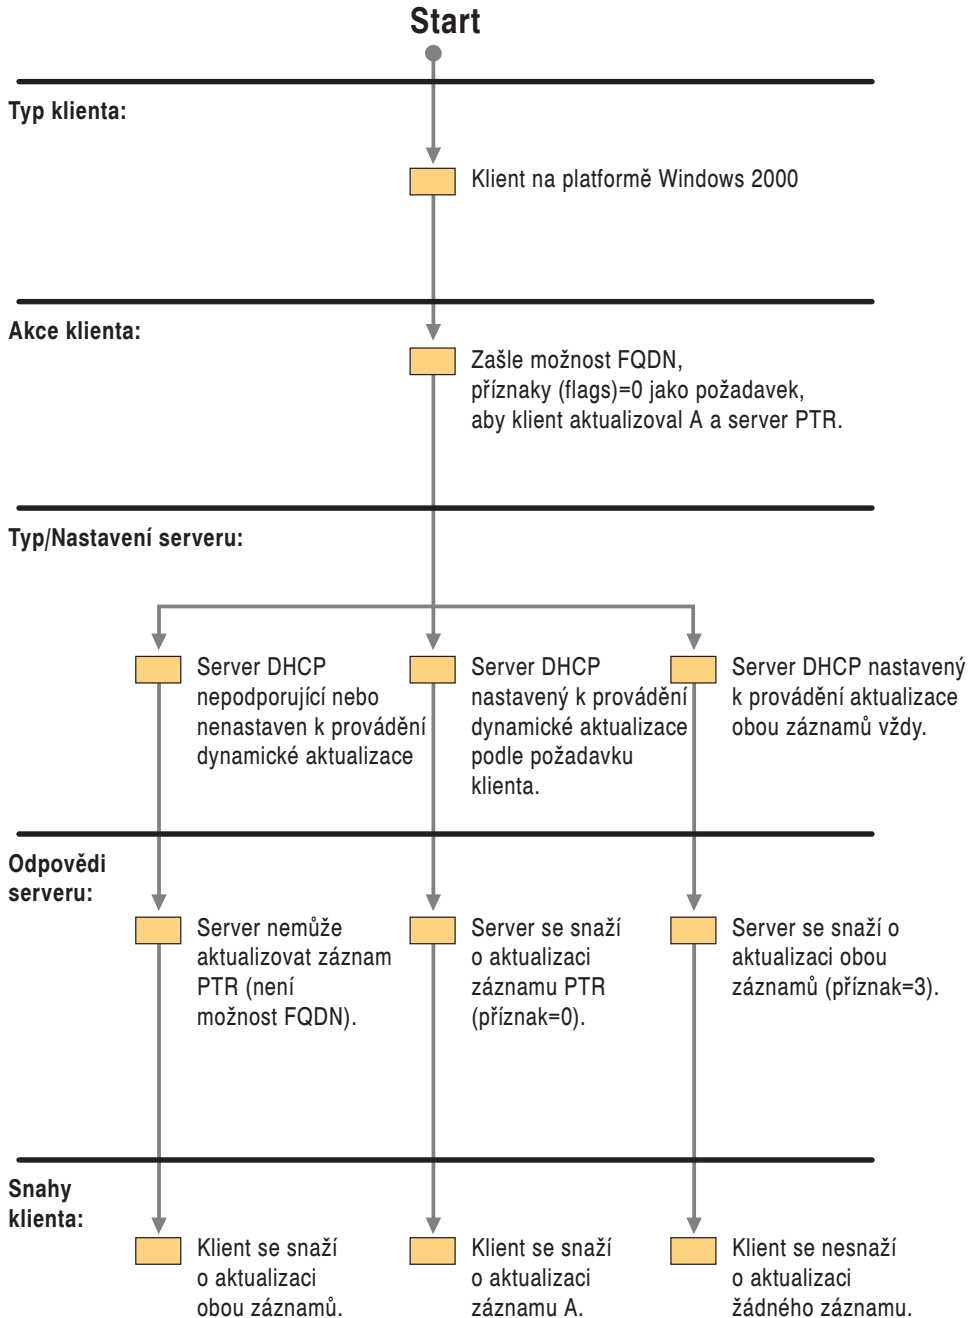 Start
Typ klienta:
Klient na platformě Windows 2000
Akce klienta:
Zašle možnost FQDN,
příznaky (flags)=0 jako požadavek,
aby klient aktualizoval A a server PTR.
Typ/Nastavení serveru:
Server DHCP
nepodporující nebo
nenastaven k provádění
dynamické aktualizace
Server DHCP
nastavený k provádění
dynamické aktualizace
podle požadavku
klienta.
Server DHCP nastavený
k provádění aktualizace
obou záznamů vždy.
Odpovědi
serveru:
Server nemůže
aktualizovat záznam
PTR (není
možnost FQDN).
Server se snaží
o aktualizaci
záznamu PTR
(příznak=0).
Server se snaží o
aktualizaci obou
záznamů (příznak=3).
Snahy
klienta:
Klient se snaží
o aktualizaci
obou záznamů.
Klient se snaží
o aktualizaci
záznamu A.
Klient se nesnaží
o aktualizaci
žádného záznamu.